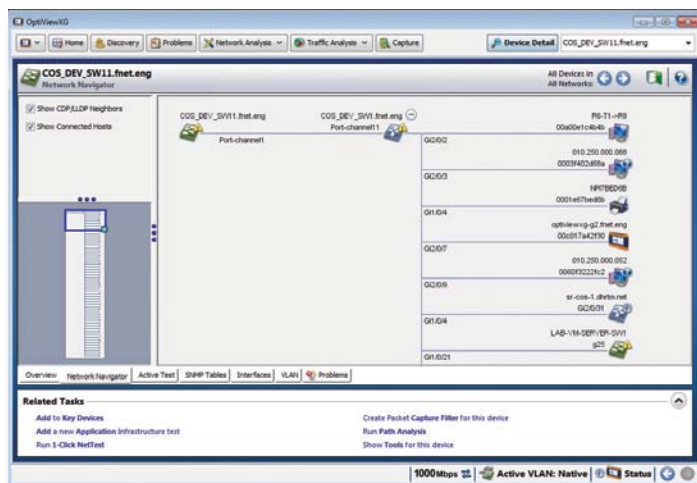 OptiViewXG
Home Discovery Problems Network Analysis Traffic Analysis Capture Device Detail COS_DEV_SW11.fnet.eng
COS_DEV_SW11.fnet.eng
Network Navigator
All Devices in
All Networks:
Show CDP/LLDP Neighbors
Show Connected Hosts
COS_DEV_SW11.fnet.eng
Port-channel1
COS_DEV_SW1.fnet.eng
Port-channel11
R6-T1->R8
00a00e1c4b4b
Gi2/0/2
010.250.000.088
0003f402d68a
Gi2/0/3
NPI7BED6B
0001e67bed6b
Gi1/0/4
optiviewxg-g2.fnet.eng
00c017a42f30
Gi2/0/7
010.250.000.052
0060f3222fc2
Gi2/0/9
sr-cos-1.dhrtm.net
Gi2/0/31
Gi1/0/4
LAB-VM-SERVER-SW1
g25
Gi1/0/21
Overview Network Navigator Active Test SNMP Tables Interfaces VLAN Problems
Related Tasks
Add to Key Devices
Add a new Application Infrastructure test
Run 1-Click NetTest
Create Packet Capture Filter for this device
Run Path Analysis
Show Tools for this device
1000Mbps Active VLAN: Native Status